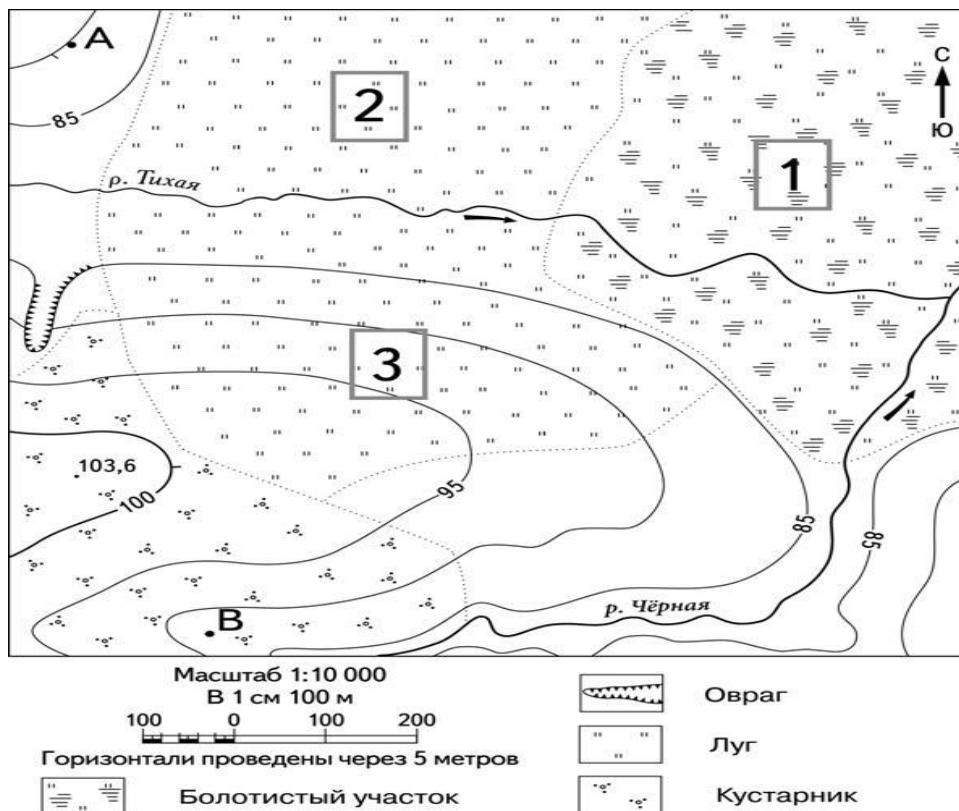 А
С
85
2
Ю
1
р. Тихая
3
103,6
100
95
85
85
В
р. Чёрная
Масштаб 1:10 000
В 1 см 100 м
100 0 100 200
Горизонтали проведены через 5 метров
Болотистый участок
Овраг
Луг
Кустарник